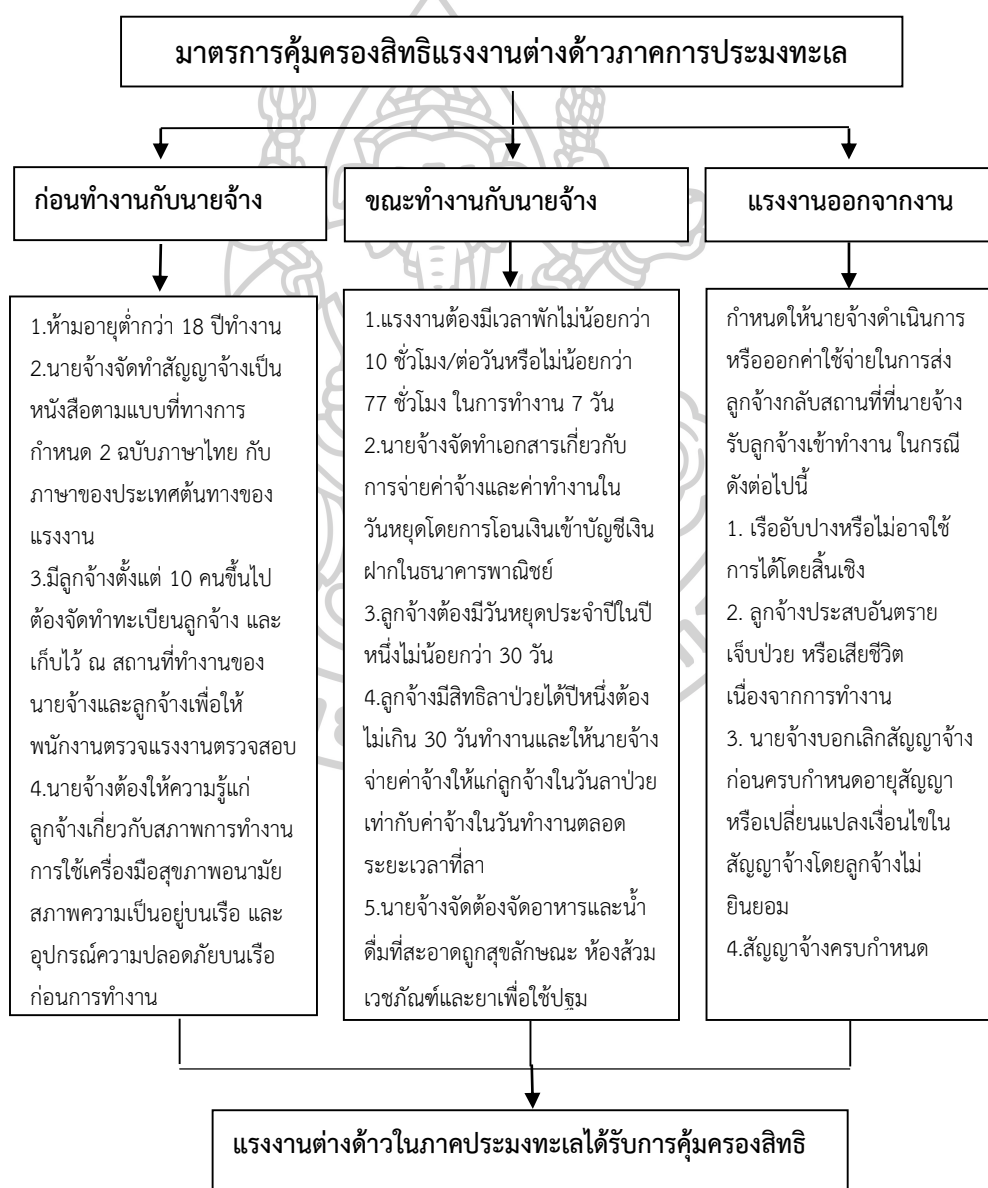 มาตรการคุ้มครองสิทธิแรงงานต่างด้าวภาคการประมงทะเล
ก่อนทำงานกับนายจ้าง
1.ห้ามอายุต่ำกว่า 18 ปีทำงาน
2.นายจ้างจัดทำสัญญาจ้างเป็น
หนังสือตามแบบที่ทางการ
กำหนด 2 ฉบับภาษาไทย กับ
ภาษาของประเทศต้นทางของ
แรงงาน
3.มีลูกจ้างตั้งแต่ 10 คนขึ้นไป
ต้องจัดทำทะเบียนลูกจ้าง และ
เก็บไว้ ณ สถานที่ทำงานของ
นายจ้างและลูกจ้างเพื่อให้
พนักงานตรวจแรงงานตรวจสอบ
4.นายจ้างต้องให้ความรู้แก่
ลูกจ้างเกี่ยวกับสภาพการทำงาน
การใช้เครื่องมือสุขภาพอนามัย
สภาพความเป็นอยู่บนเรือ และ
อุปกรณ์ความปลอดภัยบนเรือ
ก่อนการทำงาน
ขณะทำงานกับนายจ้าง
1.แรงงานต้องมีเวลาพักไม่น้อยกว่า
10 ชั่วโมง/ต่อวันหรือไม่น้อยกว่า
77 ชั่วโมง ในการทำงาน 7 วัน
2.นายจ้างจัดทำเอกสารเกี่ยวกับ
การจ่ายค่าจ้างและค่าทำงานใน
วันหยุดโดยการโอนเงินเข้าบัญชีเงิน
ฝากในธนาคารพาณิชย์
3.ลูกจ้างต้องมีวันหยุดประจำปีในปี
หนึ่งไม่น้อยกว่า 30 วัน
4.ลูกจ้างมีสิทธิลาป่วยได้ปีหนึ่งต้อง
ไม่เกิน 30 วันทำงานและให้นายจ้าง
จ่ายค่าจ้างให้แก่ลูกจ้างในวันลาป่วย
เท่ากับค่าจ้างในวันทำงานตลอด
ระยะเวลาที่ลา
5.นายจ้างจัดต้องจัดอาหารและน้ำ
ดื่มที่สะอาดถูกสุขลักษณะ ห้องส้วม
เวชภัณฑ์และยาเพื่อใช้ปฐม
แรงงานออกจากงาน
กำหนดให้นายจ้างดำเนินการ
หรือออกค่าใช้จ่ายในการส่ง
ลูกจ้างกลับสถานที่ที่นายจ้าง
รับลูกจ้างเข้าทำงาน ในกรณี
ดังต่อไปนี้
1. เรืออับปางหรือไม่อาจใช้
การได้โดยสิ้นเชิง
2. ลูกจ้างประสบอันตราย
เจ็บป่วย หรือเสียชีวิต
เนื่องจากการทำงาน
3. นายจ้างบอกเลิกสัญญาจ้าง
ก่อนครบกำหนดอายุสัญญา
หรือเปลี่ยนแปลงเงื่อนไขใน
สัญญาจ้างโดยลูกจ้างไม่
ยินยอม
4.สัญญาจ้างครบกำหนด
แรงงานต่างด้าวในภาคประมงทะเลได้รับการคุ้มครองสิทธิ